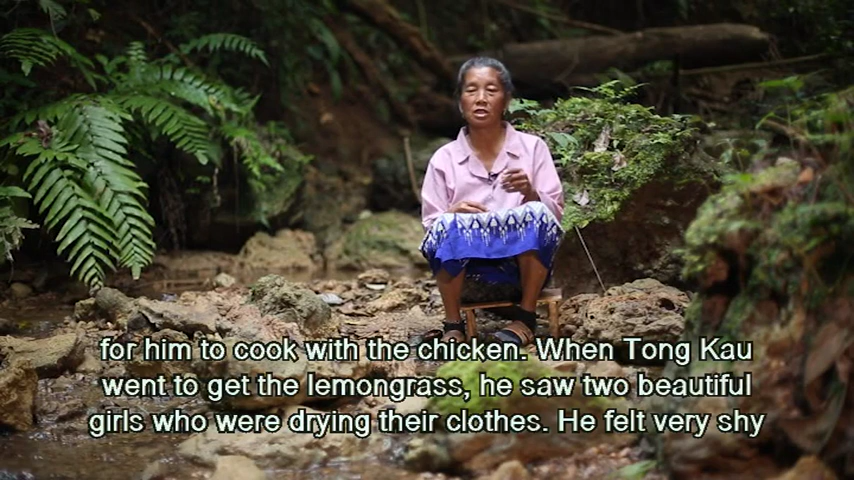 for him to cook with the chicken. When Tong Kau
went to get the lemongrass, he saw two beautiful
girls who were drying their clothes. He felt very shy